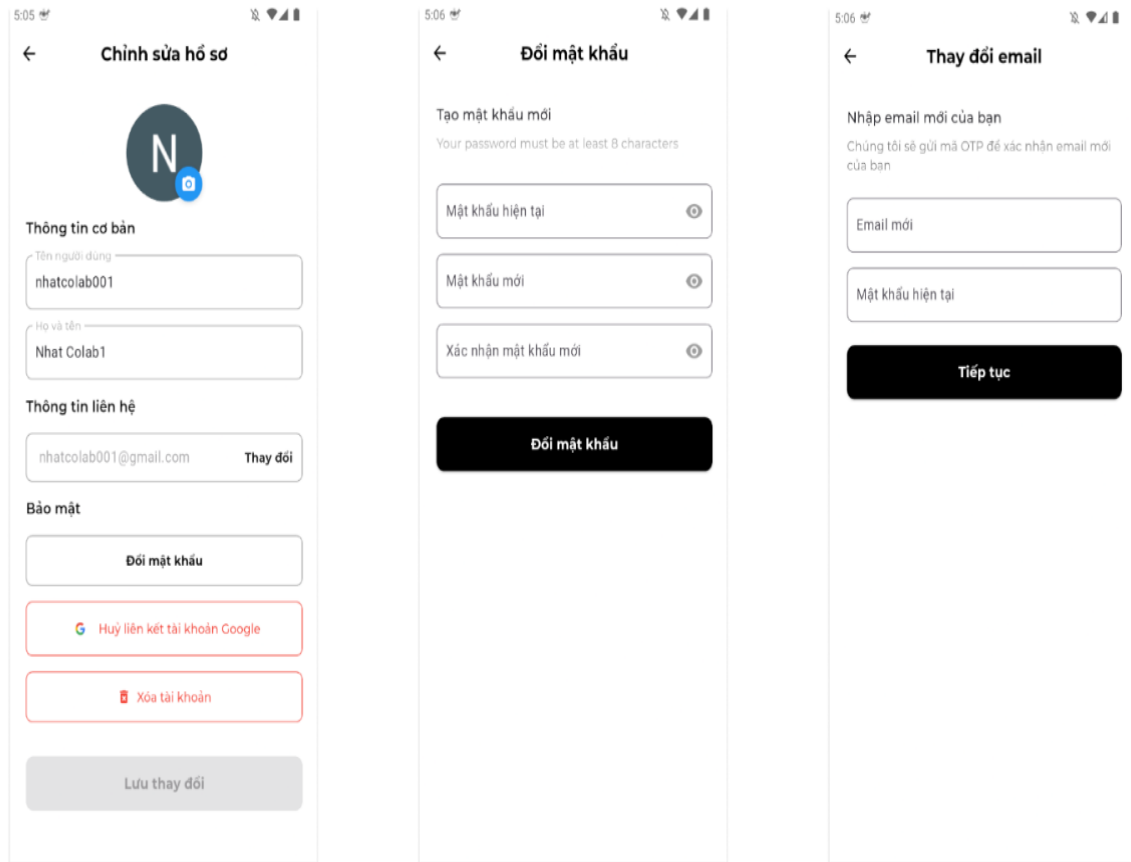 5:05
Chỉnh sửa hồ sơ
N
Thông tin cơ bản
Tên người dùng
nhatcolab001
Họ và tên
Nhat Colab1
Thông tin liên hệ
nhatcolab001@gmail.com Thay đổi
Bảo mật
Đổi mật khẩu
G Huỷ liên kết tài khoản Google
Xóa tài khoản
Lưu thay đổi
5:06
Đổi mật khẩu
Tạo mật khẩu mới
Your password must be at least 8 characters
Mật khẩu hiện tại
Mật khẩu mới
Xác nhận mật khẩu mới
Đổi mật khẩu
5:06
Thay đổi email
Nhập email mới của bạn
Chúng tôi sẽ gửi mã OTP để xác nhận email mới
của bạn
Email mới
Mật khẩu hiện tại
Tiếp tục